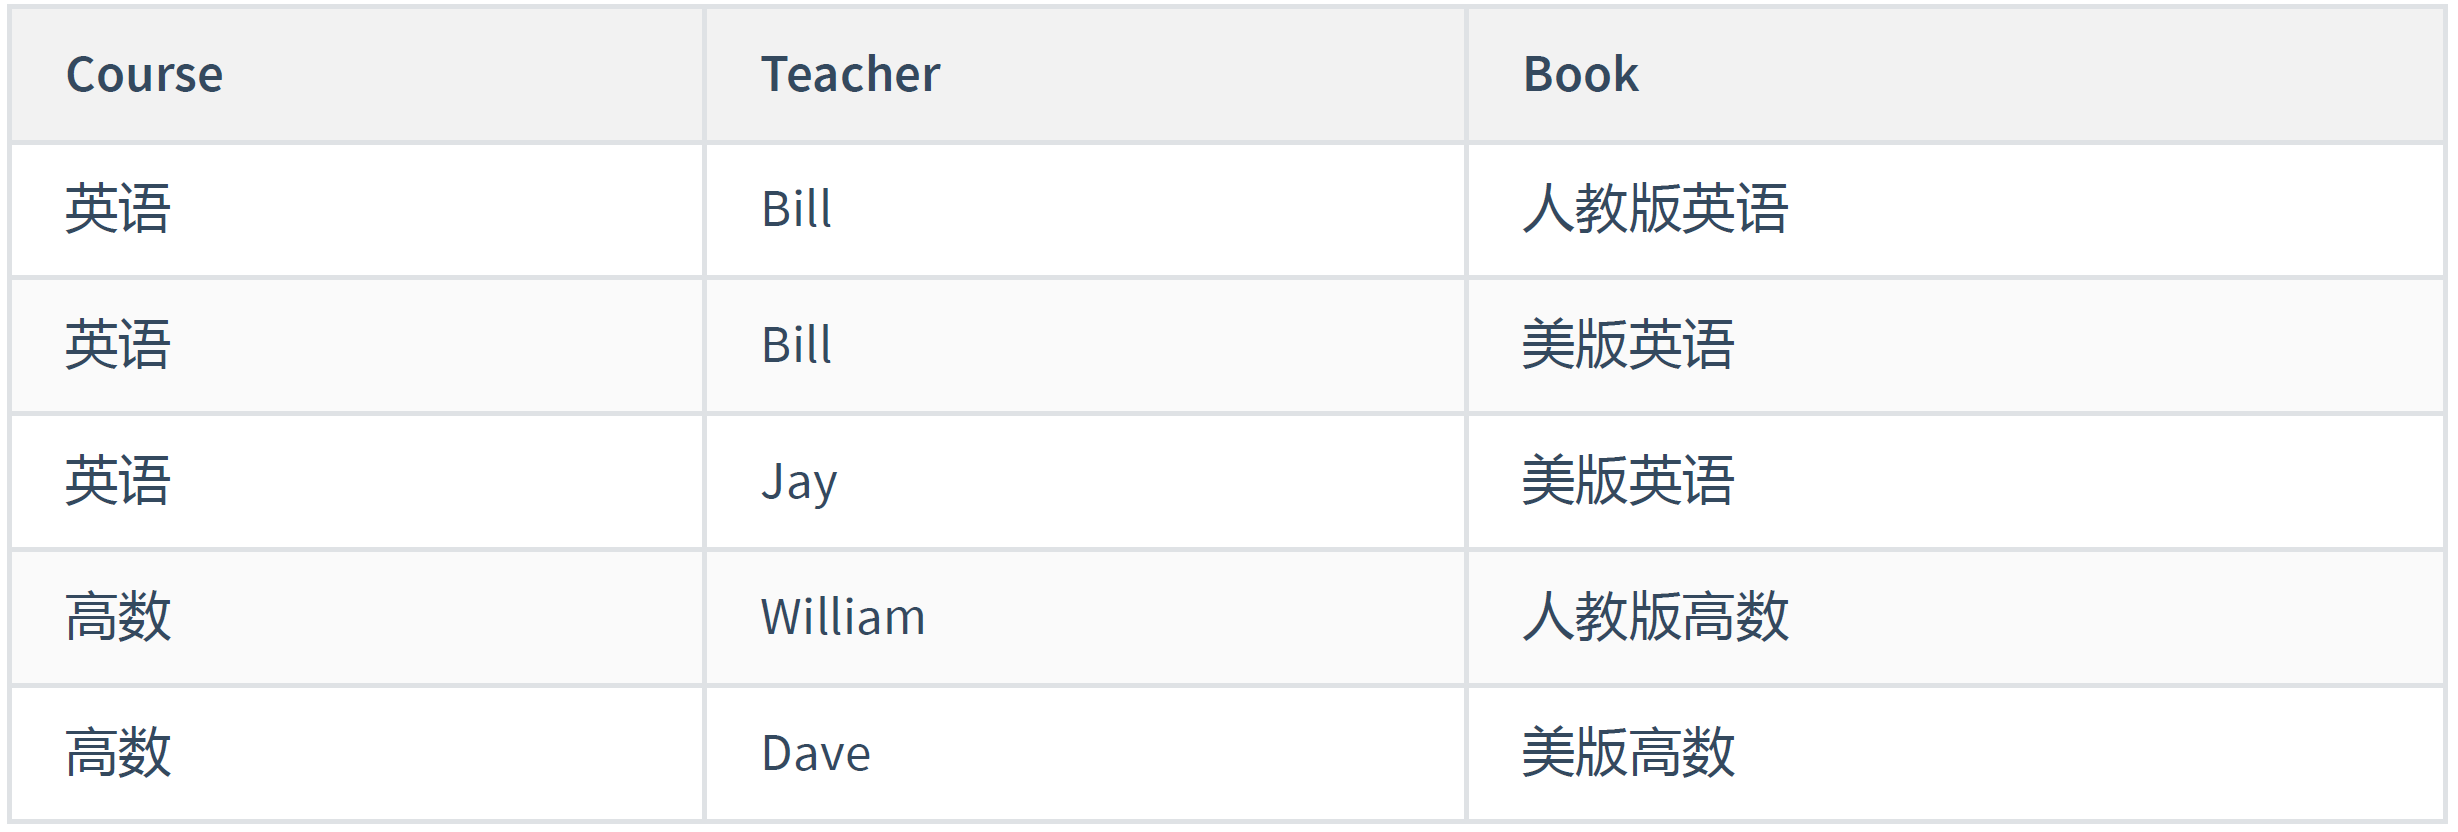 Course Teacher Book
英语 Bill 人教版英语
英语 Bill 美版英语
英语 Jay 美版英语
高数 William 人教版高数
高数 Dave 美版高数